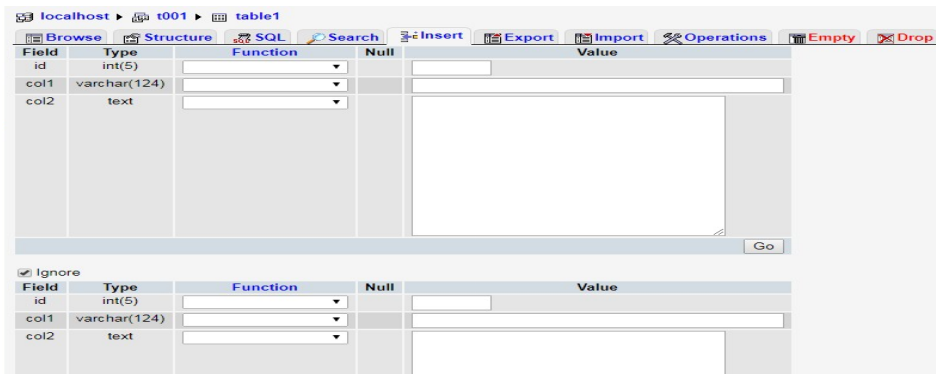 localhost ▸ t001 ▸ table1
Browse Structure SQL Search Insert Export Import Operations Empty Drop
Field Type Function Null Value
id int(5)
col1 varchar(124)
col2 text
Go
Ignore
Field Type Function Null Value
id int(5)
col1 varchar(124)
col2 text